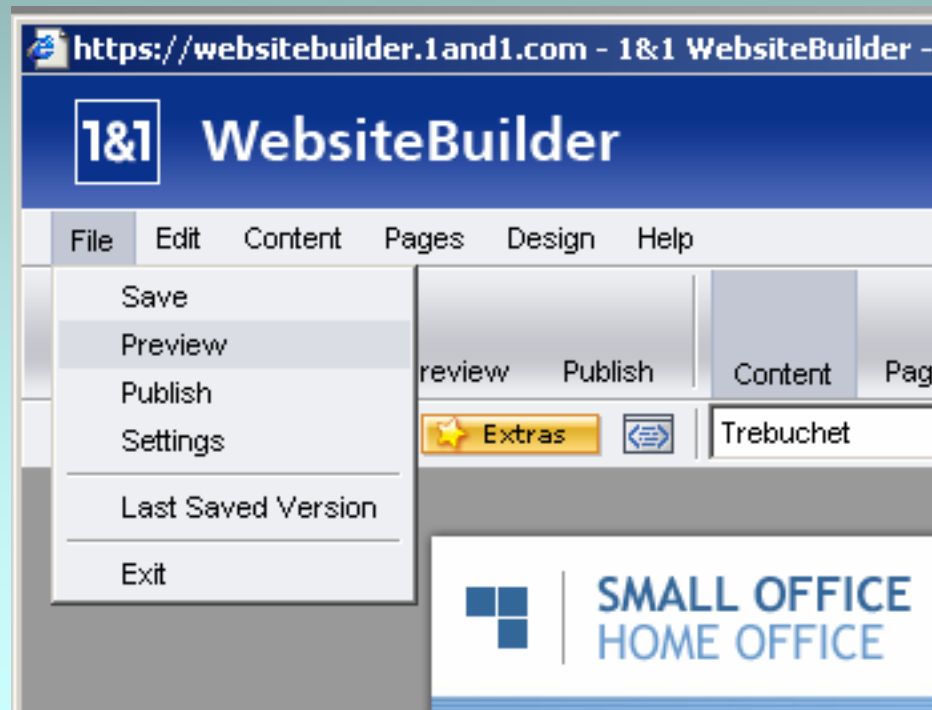 https://websitebuilder.1and1.com - 1&1 WebsiteBuilder -
1&1 WebsiteBuilder
File Edit Content Pages Design Help
Save
Preview
review Publish Content Pag
Publish
Settings
Extras Trebuchet
Last Saved Version
Exit
SMALL OFFICE
HOME OFFICE